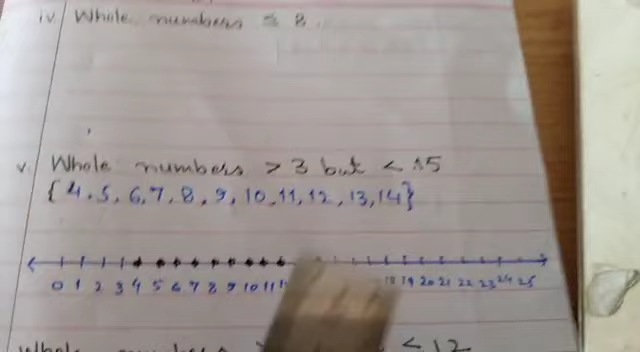 iv. Whole numbers ≤ 8.
v. Whole numbers > 3 but < 15
{ 4, 5, 6, 7, 8, 9, 10, 11, 12, 13, 14}
0 1 2 3 4 5 6 7 8 9 10 11 18 19 20 21 22 23 24 25
Whole < 12